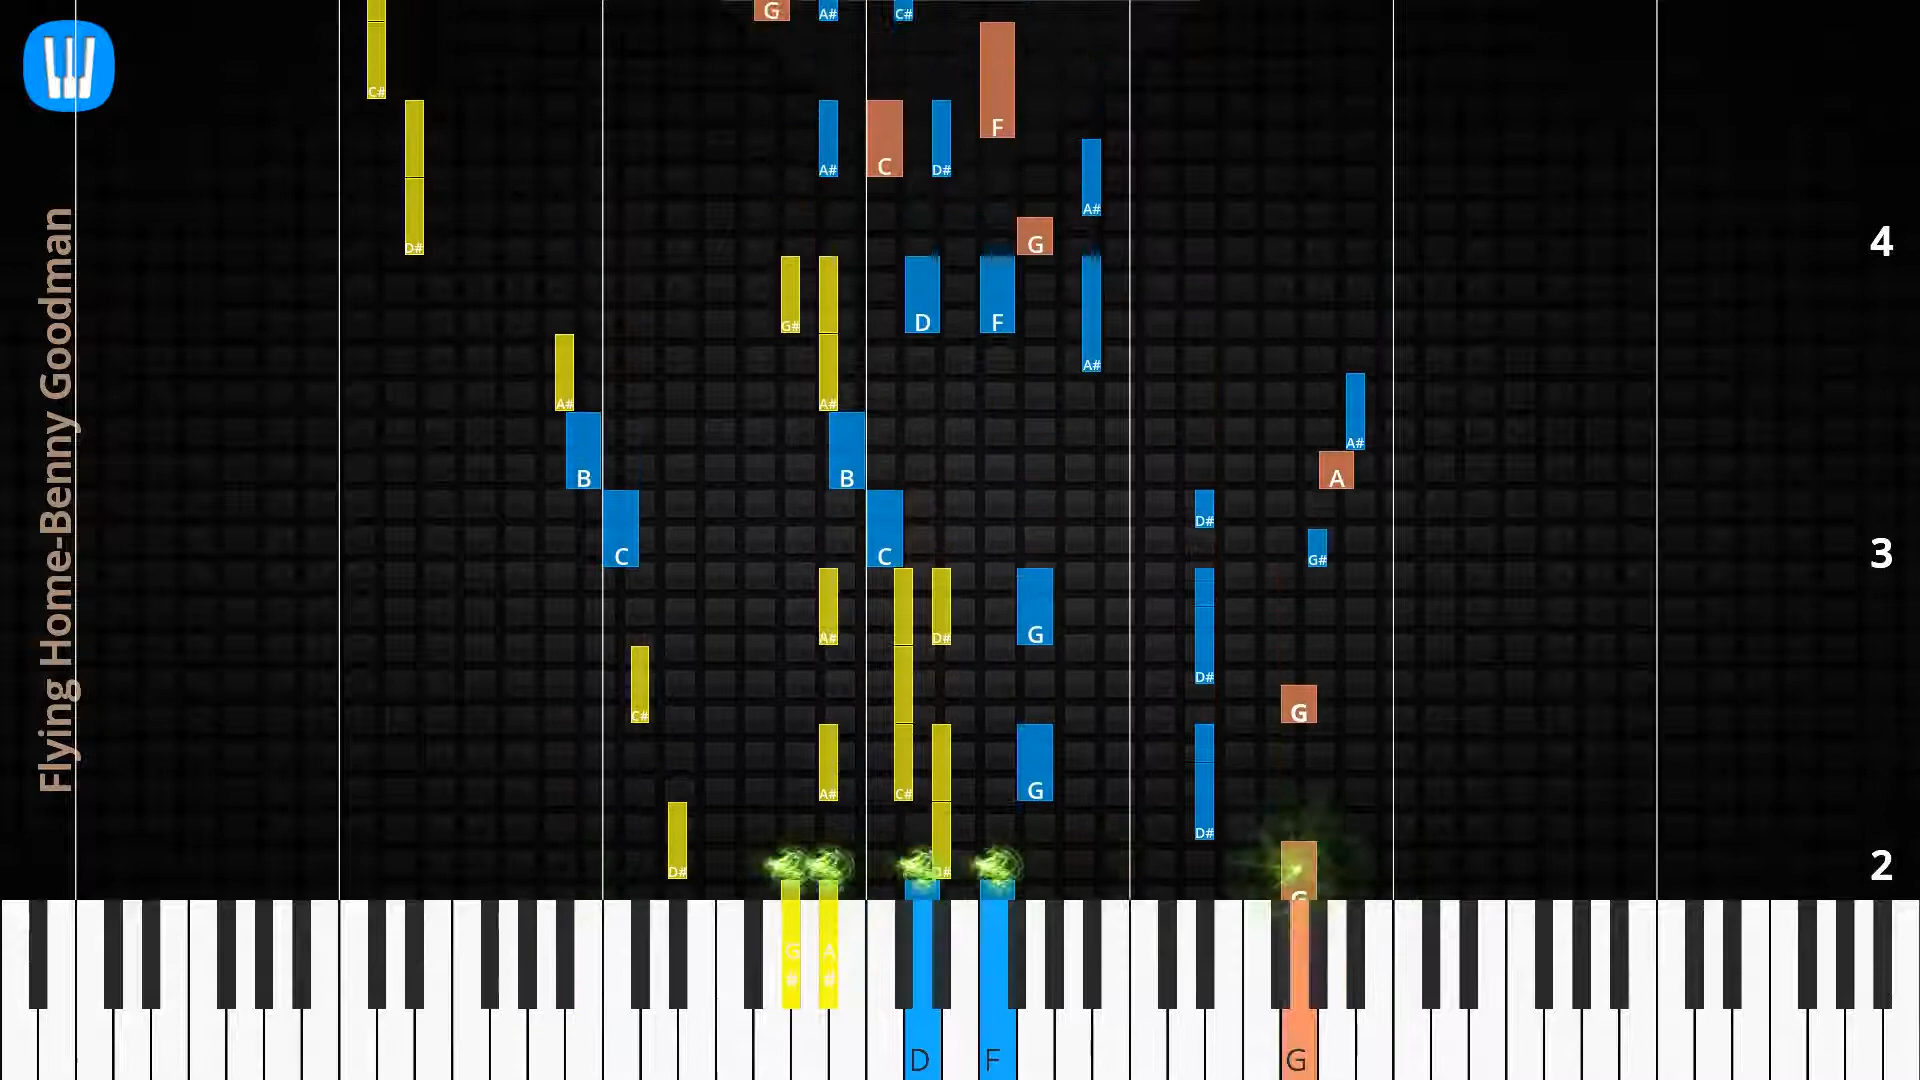 Flying Home-Benny Goodman
G A# C#
C#
F
A# C D#
A#
D#
G
4
G# D F
A#
A# A#
A#
B B A
D#
C C G#
3
A# D# G
D#
C#
G
A# C# G
D#
D# D# 2
G
G# A#
D F G